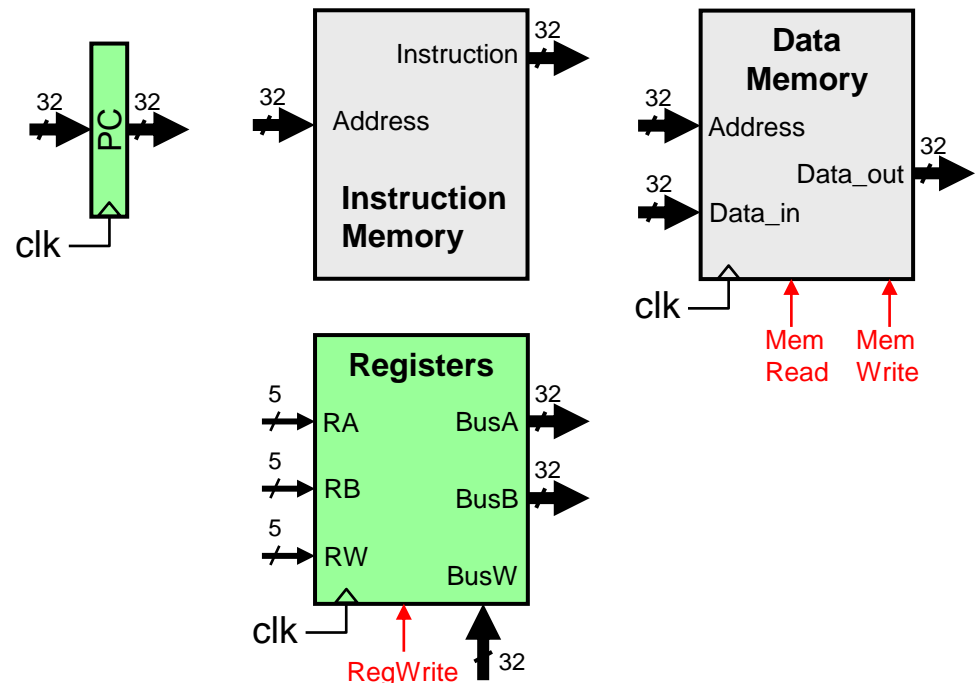 32
32
PC
clk
32
Instruction
32
Address
Instruction
Memory
Data
Memory
32
Address
32
Data_out
32
Data_in
clk
Mem
Read
Mem
Write
Registers
5
RA
BusA
32
5
RB
BusB
32
5
RW
BusW
clk
RegWrite
32